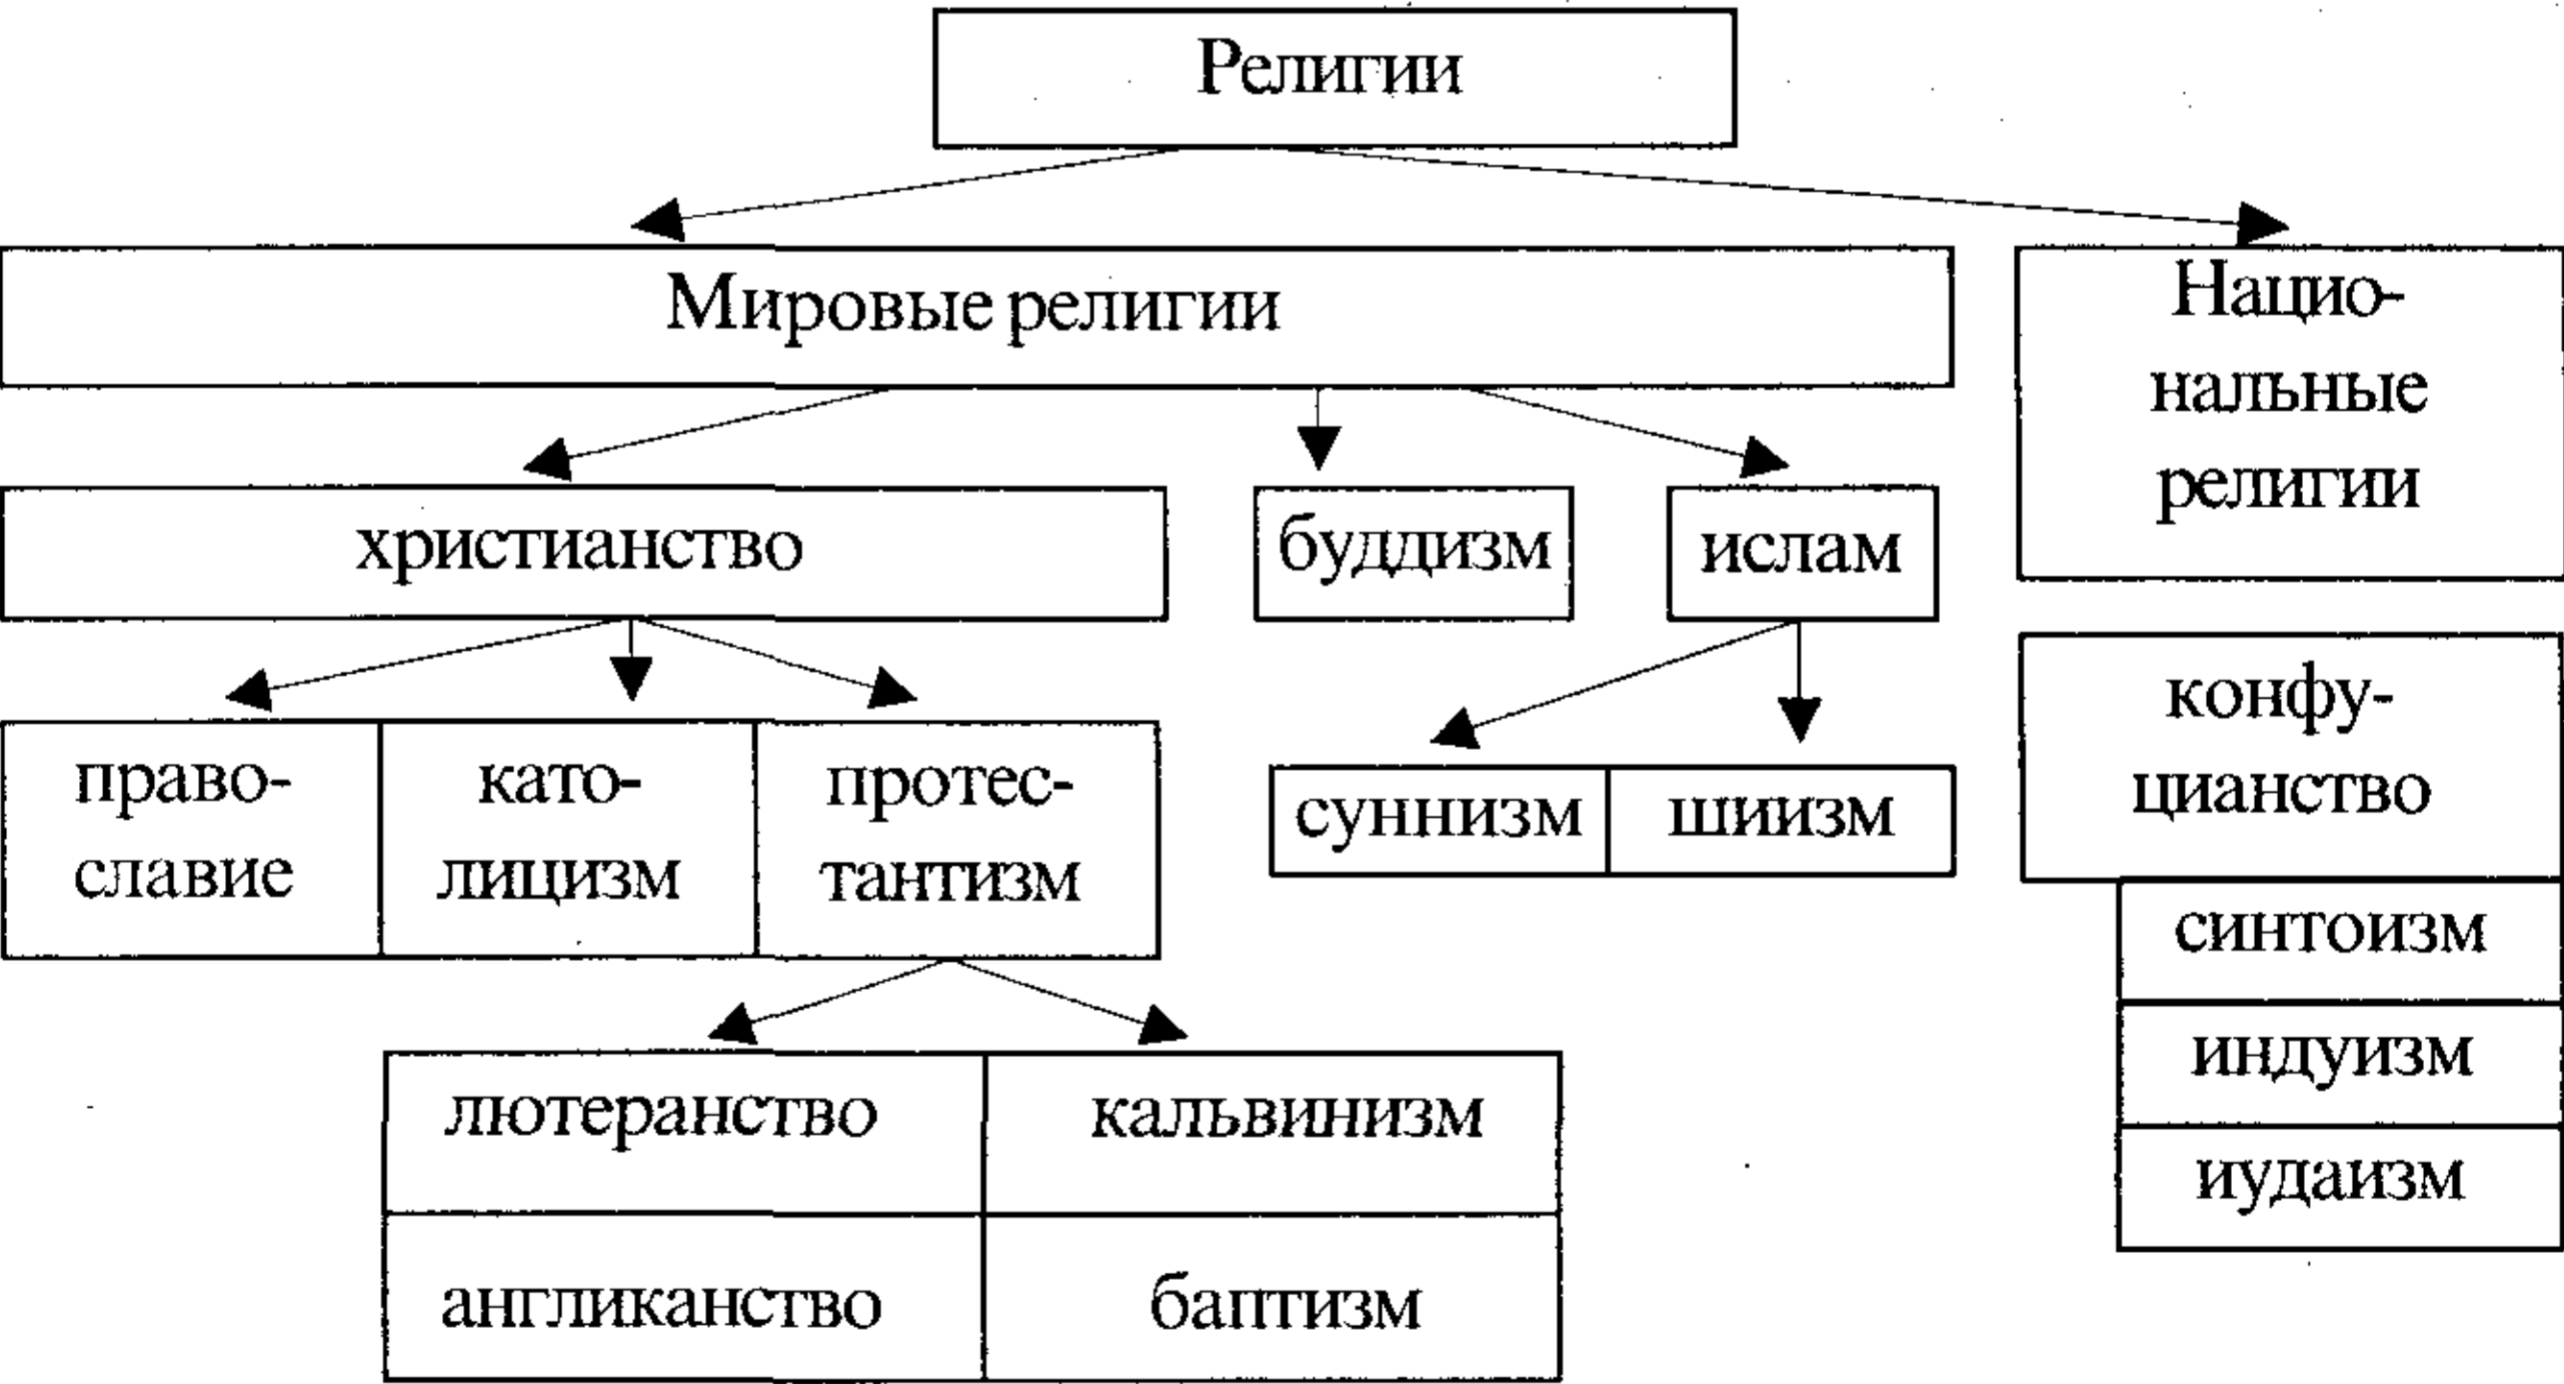 Религии
Мировые религии
Нацио-
нальные
религии
христианство
буддизм
ислам
право-
славие
като-
лицизм
протес-
тантизм
суннизм
шиизм
конфу-
цианство
синтоизм
индуизм
иудаизм
лютеранство
кальвинизм
англиканство
баптизм